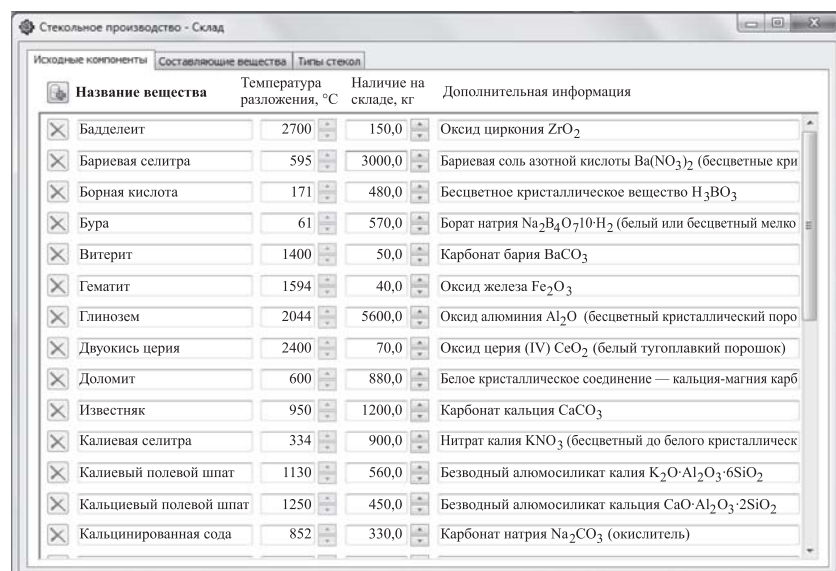 Стекольное производство - Склад
Исходные компоненты Составляющие вещества Типы стекол
Название вещества Температура разложения, °C Наличие на складе, кг Дополнительная информация
Бадделеит 2700 150,0 Оксид циркония ZrO₂
Бариевая селитра 595 3000,0 Бариевая соль азотной кислоты Ba(NO₃)₂ (бесцветные кри
Борная кислота 171 480,0 Бесцветное кристаллическое вещество H₃BO₃
Бура 61 570,0 Борат натрия Na₂B₄O₇10·H₂ (белый или бесцветный мелко
Витерит 1400 50,0 Карбонат бария BaCO₃
Гематит 1594 40,0 Оксид железа Fe₂O₃
Глинозем 2044 5600,0 Оксид алюминия Al₂O (бесцветный кристаллический поро
Двуокись церия 2400 70,0 Оксид церия (IV) CeO₂ (белый тугоплавкий порошок)
Доломит 600 880,0 Белое кристаллическое соединение — кальция-магния карб
Известняк 950 1200,0 Карбонат кальция CaCO₃
Калиевая селитра 334 900,0 Нитрат калия KNO₃ (бесцветный до белого кристаллическ
Калиевый полевой шпат 1130 560,0 Безводный алюмосиликат калия K₂O·Al₂O₃·6SiO₂
Кальциевый полевой шпат 1250 450,0 Безводный алюмосиликат кальция CaO·Al₂O₃·2SiO₂
Кальцинированная сода 852 330,0 Карбонат натрия Na₂CO₃ (окислитель)